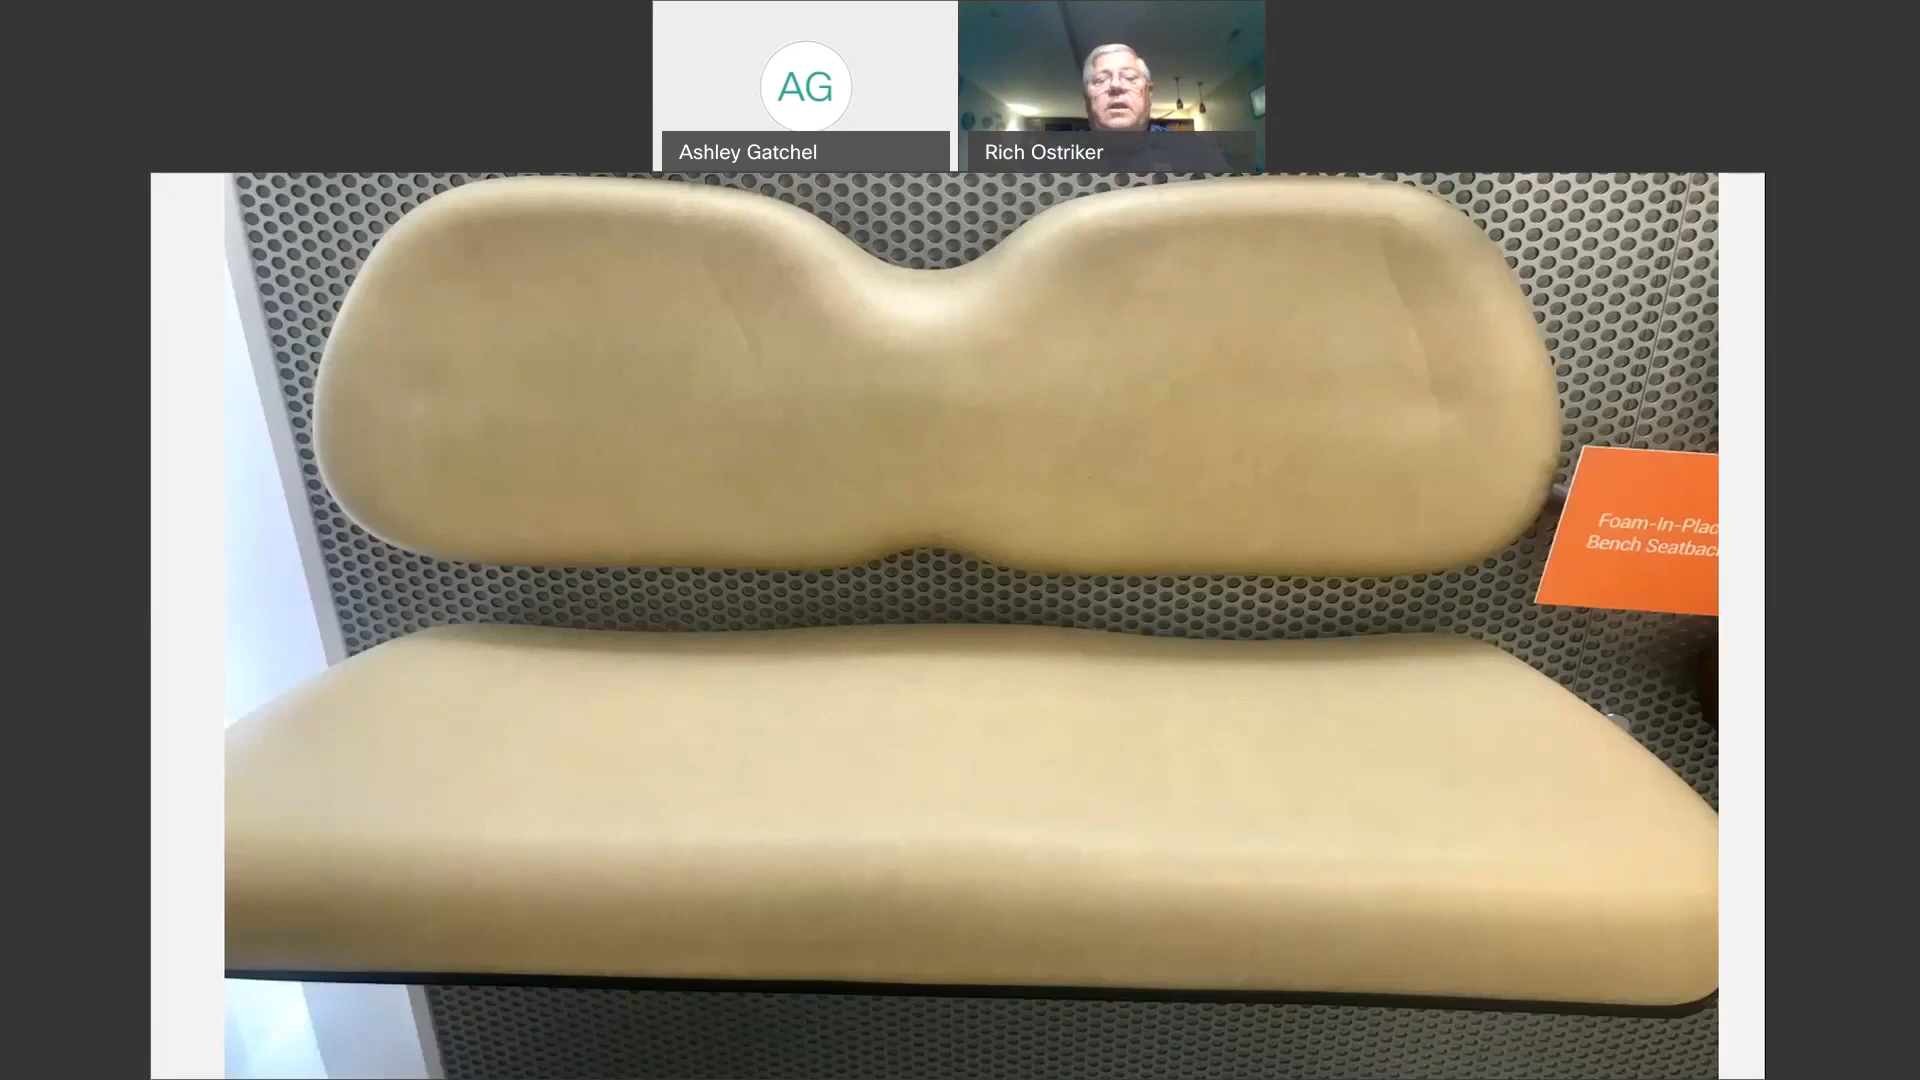 AG
Ashley Gatchel
Rich Ostriker
Foam-In-Plac
Bench Seatbac